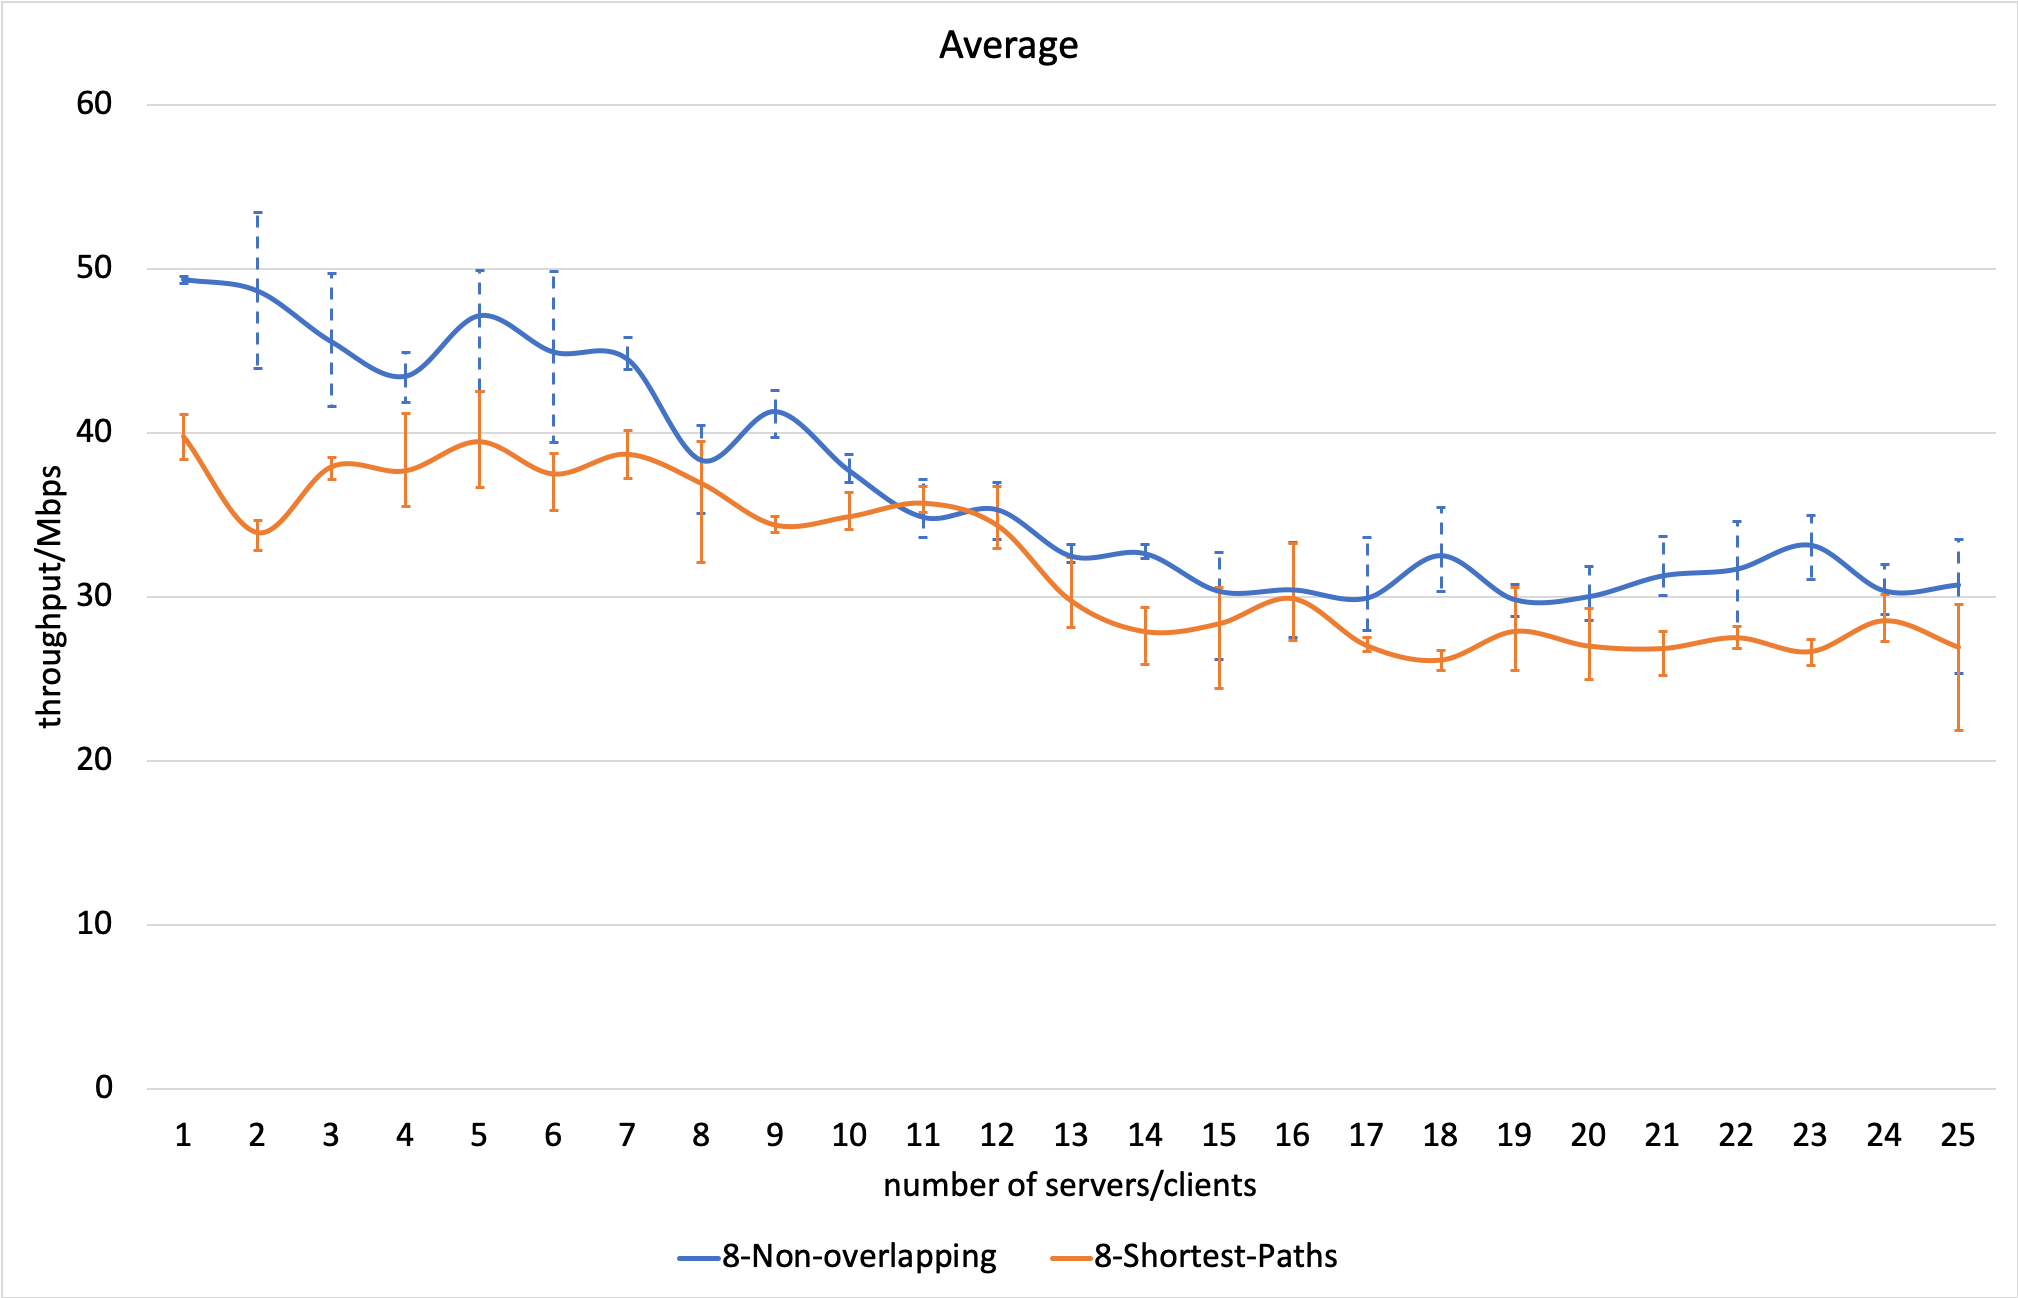 Average
60
50
40
30
20
10
0
throughput/Mbps
1 2 3 4 5 6 7 8 9 10 11 12 13 14 15 16 17 18 19 20 21 22 23 24 25
number of servers/clients
8-Non-overlapping 8-Shortest-Paths